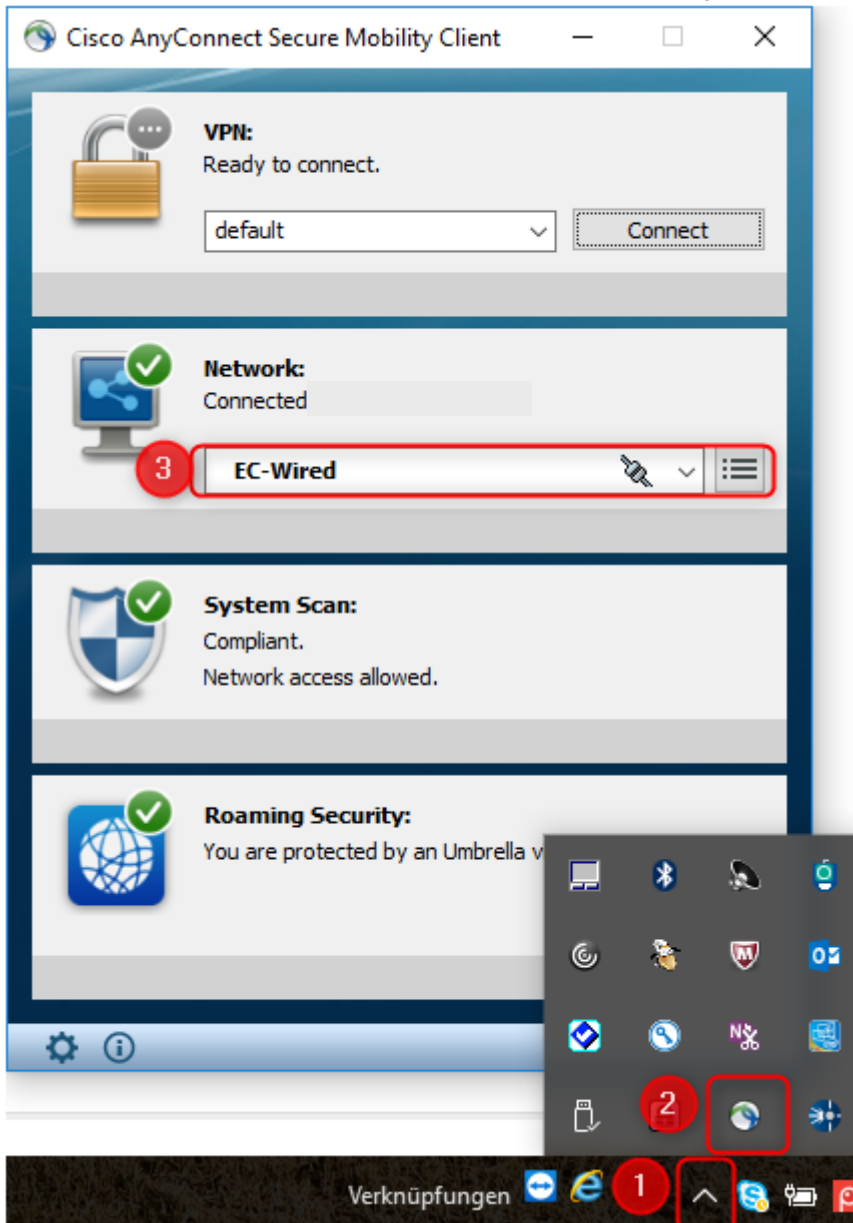 Cisco AnyConnect Secure Mobility Client
VPN:
Ready to connect.
default
Connect
Network:
Connected
3
EC-Wired
System Scan:
Compliant.
Network access allowed.
Roaming Security:
You are protected by an Umbrella v
2
Verknüpfungen
1